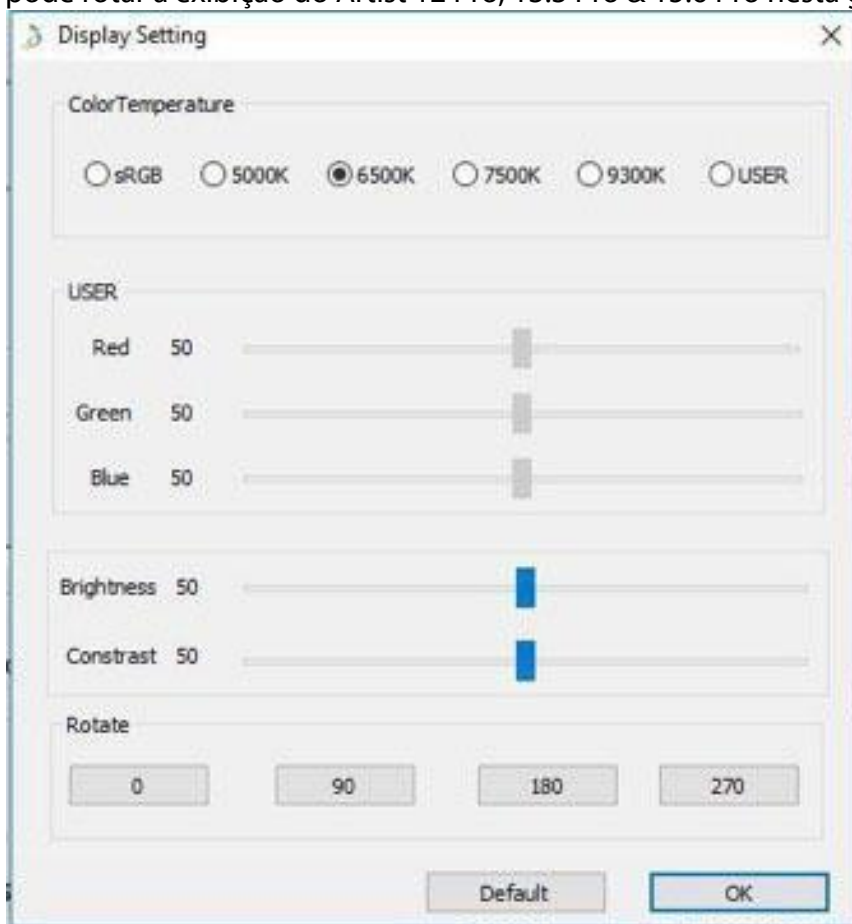 Display Setting
ColorTemperature
sRGB 5000K 6500K 7500K 9300K USER
USER
Red 50
Green 50
Blue 50
Brightness 50
Constrast 50
Rotate
0 90 180 270
Default OK